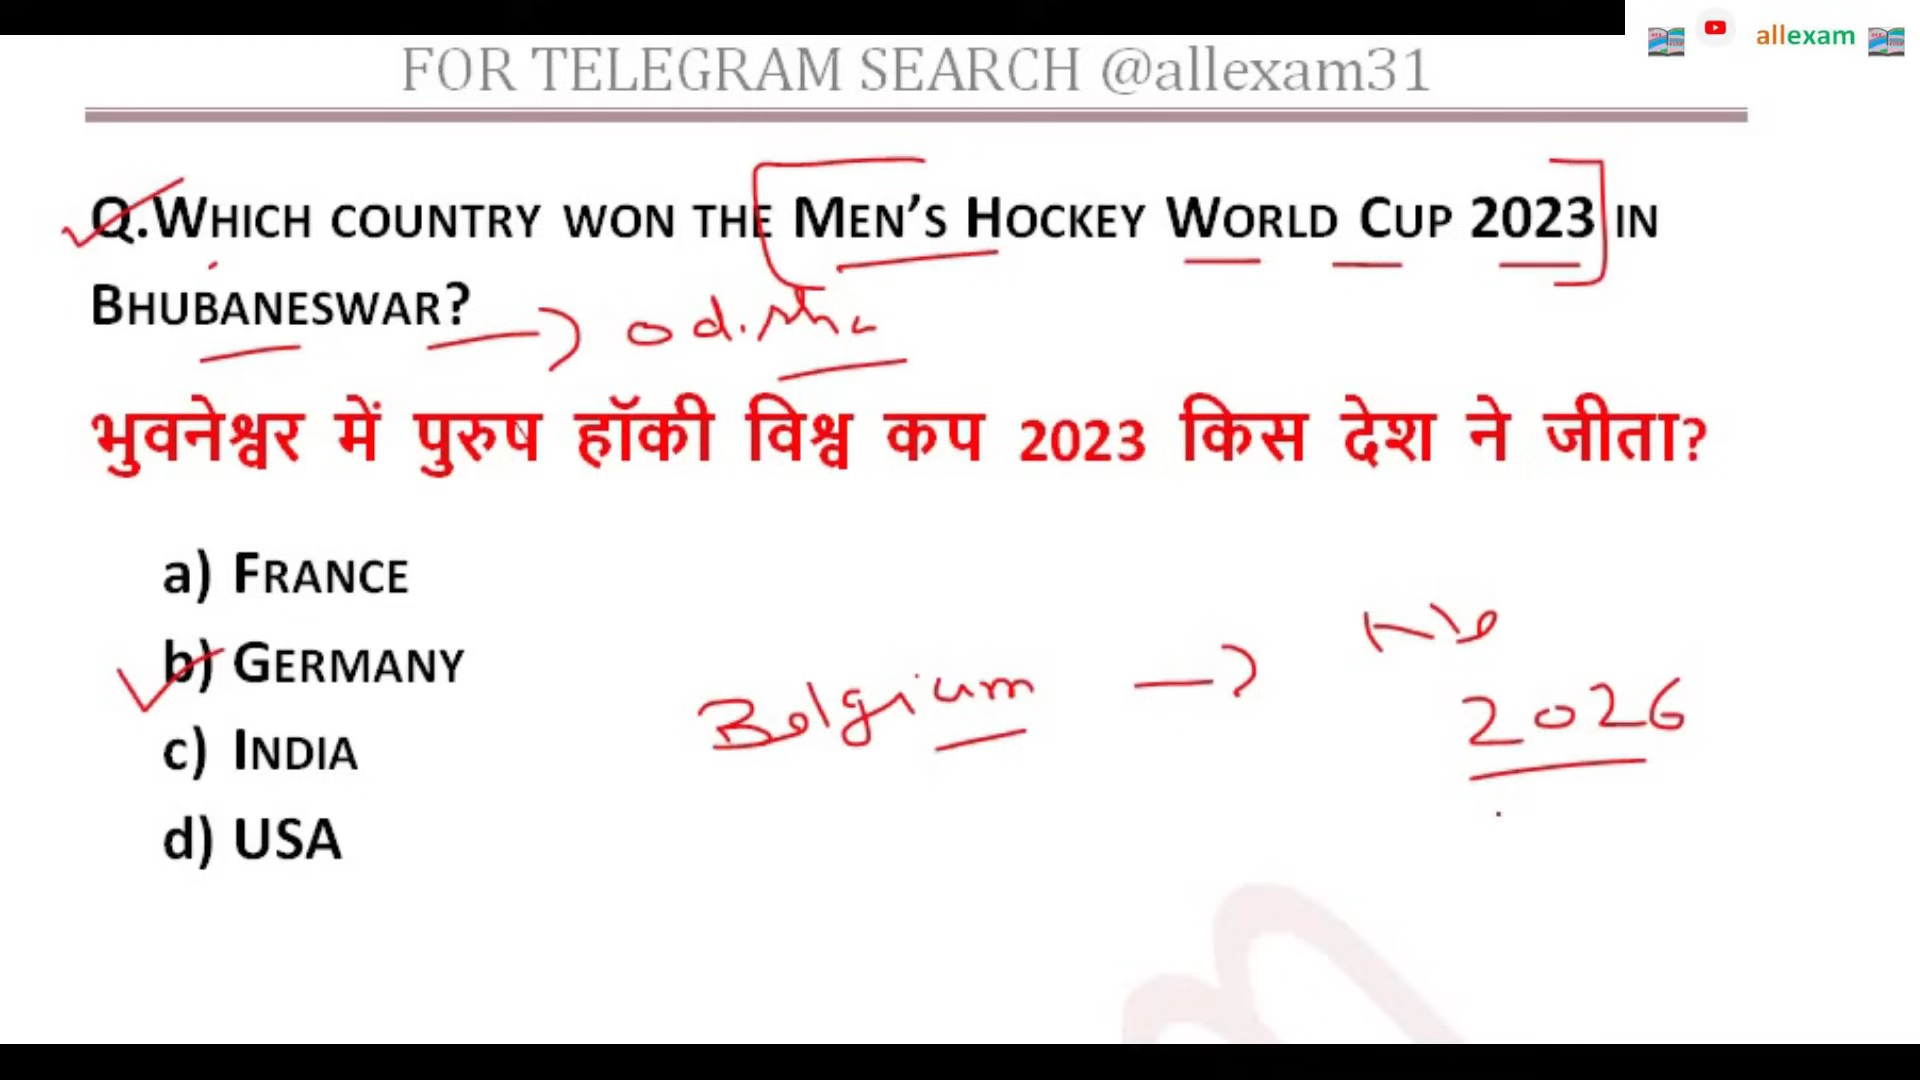 allexam
FOR TELEGRAM SEARCH @allexam31
Q.WHICH COUNTRY WON THE MEN'S HOCKEY WORLD CUP 2023 IN
BHUBANESWAR?
odisha
भुवनेश्वर में पुरुष हॉकी विश्व कप 2023 किस देश ने जीता?
a) FRANCE
b) GERMANY
c) INDIA
d) USA
Belgium
2026